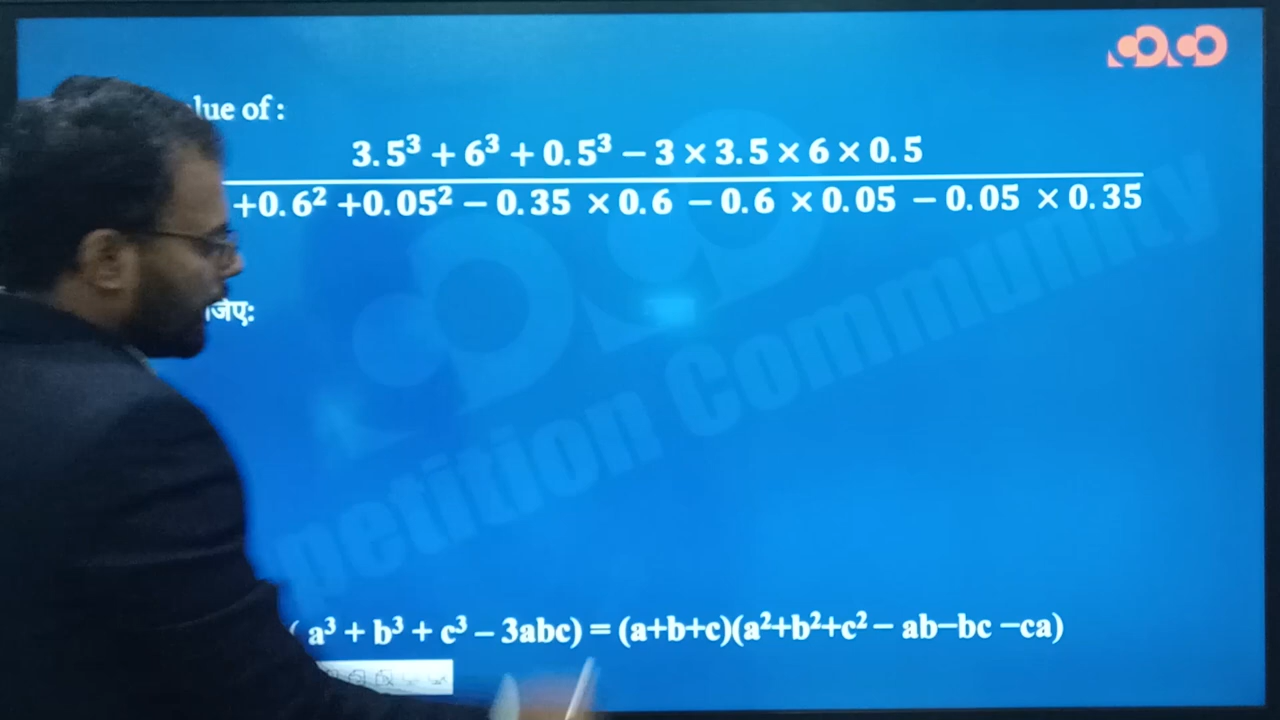 of :
3.5³ + 6³ + 0.5³ − 3 × 3.5 × 6 × 0.5
+0.6² +0.05² − 0.35 × 0.6 − 0.6 × 0.05 − 0.05 × 0.35
( a³ + b³ + c³ – 3abc) = (a+b+c)(a²+b²+c² – ab–bc –ca)
Community